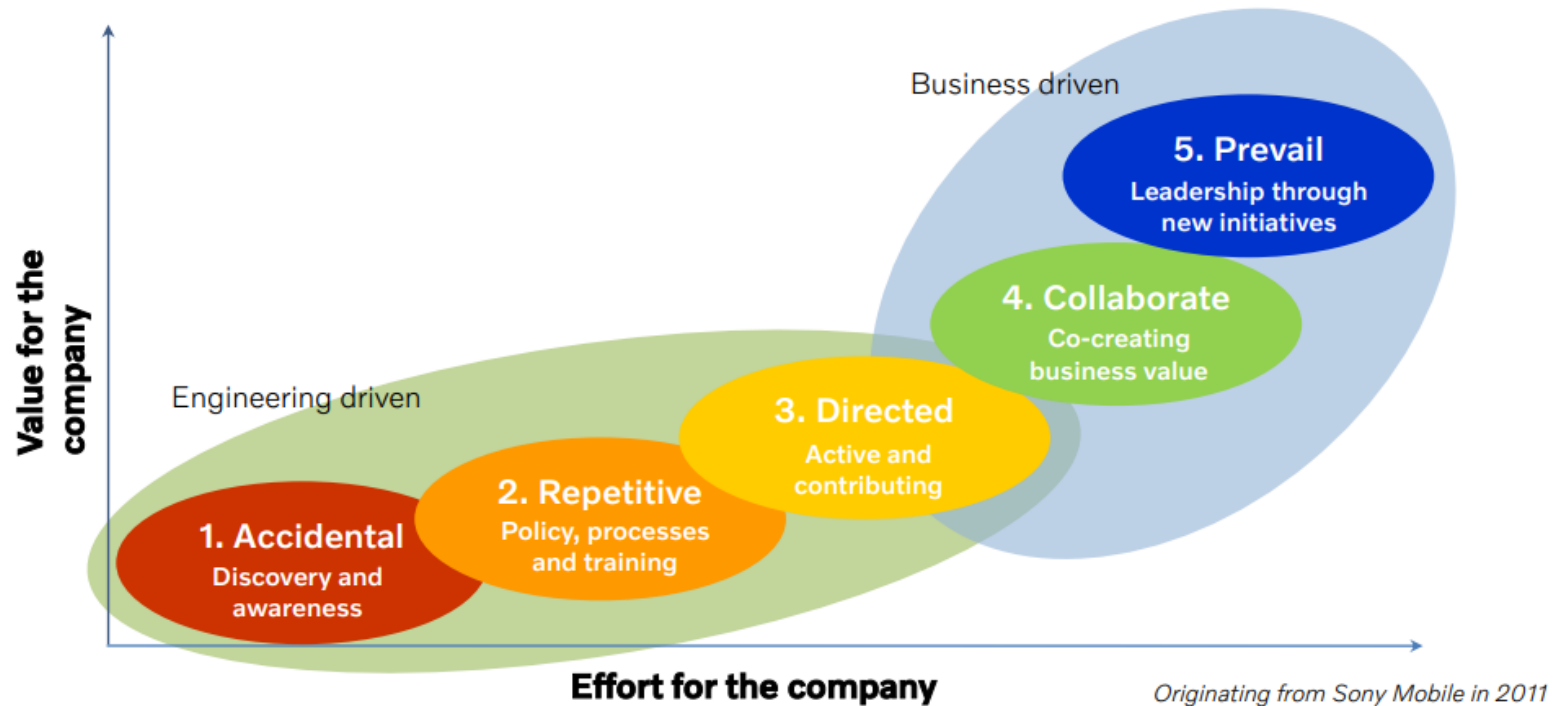 Business driven
5. Prevail
Leadership through
new initiatives
4. Collaborate
Co-creating
business value
Engineering driven
3. Directed
Active and
contributing
2. Repetitive
Policy, processes
and training
1. Accidental
Discovery and
awareness
Value for the
company
Effort for the company
Originating from Sony Mobile in 2011